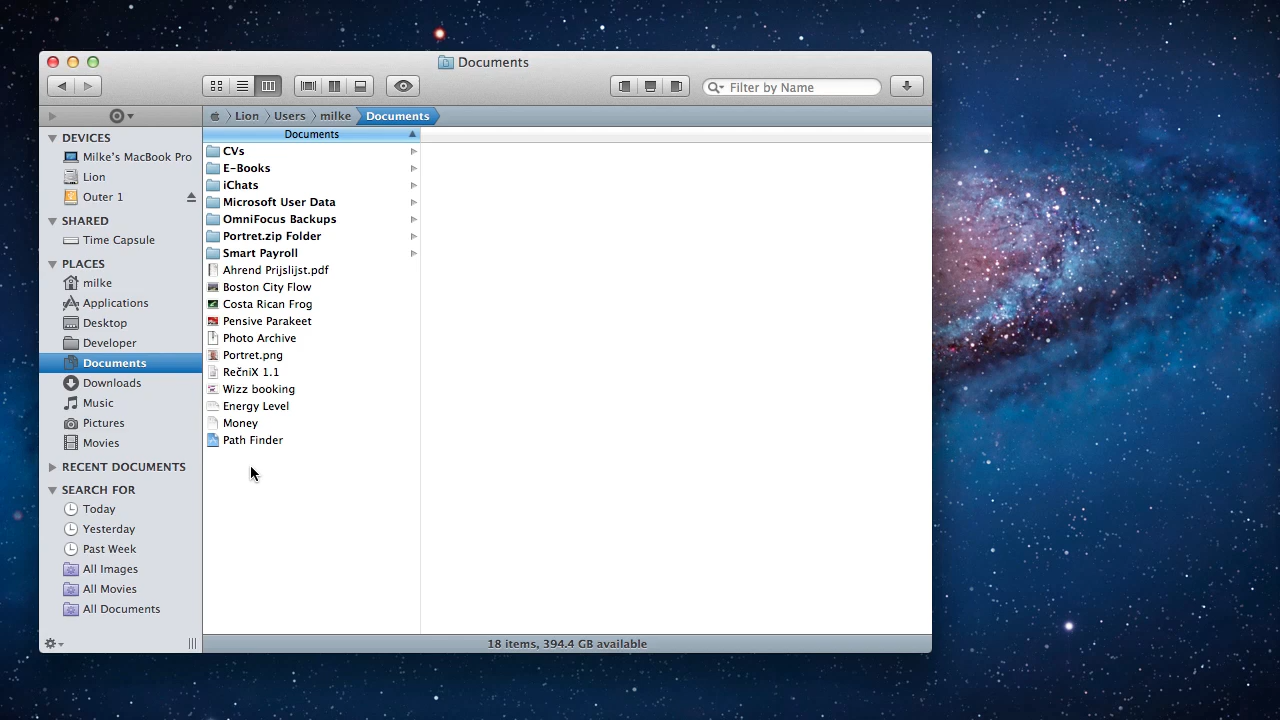 Documents
Filter by Name
Lion Users milke Documents
DEVICES
Milke's MacBook Pro
Lion
Outer 1
SHARED
Time Capsule
PLACES
milke
Applications
Desktop
Developer
Documents
Downloads
Music
Pictures
Movies
RECENT DOCUMENTS
SEARCH FOR
Today
Yesterday
Past Week
All Images
All Movies
All Documents
Documents
CVs
E-Books
iChats
Microsoft User Data
OmniFocus Backups
Portret.zip Folder
Smart Payroll
Ahrend Prijslijst.pdf
Boston City Flow
Costa Rican Frog
Pensive Parakeet
Photo Archive
Portret.png
RečniX 1.1
Wizz booking
Energy Level
Money
Path Finder
18 items, 394.4 GB available